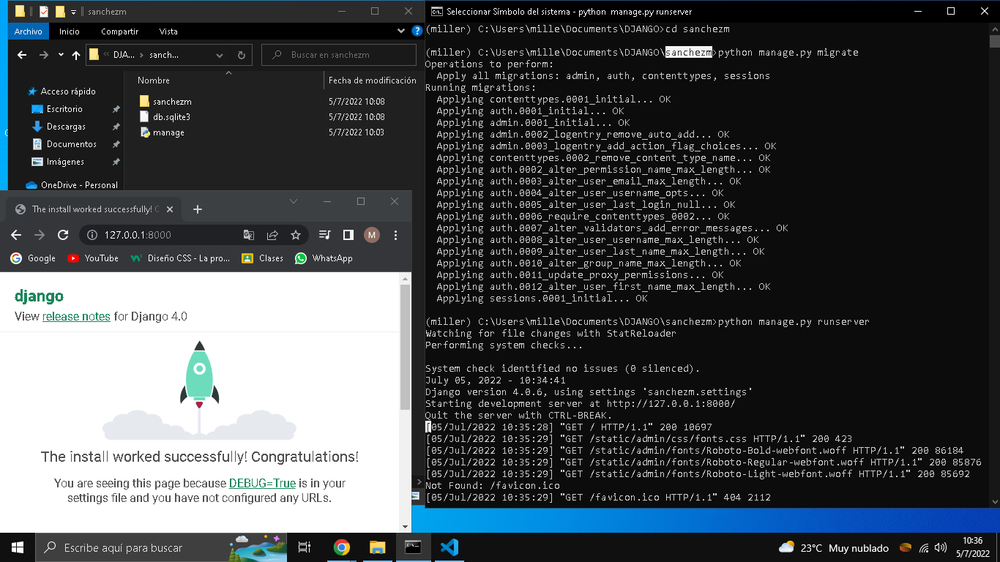 sanchezm
Archivo
Inicio
Compartir
Vista
DJA...
sanch...
Buscar en sanchezm
Nombre
Fecha de modificación
Acceso rápido
Escritorio
Descargas
Documentos
Imágenes
OneDrive - Personal
sanchezm
5/7/2022 10:08
db.sqlite3
5/7/2022 10:08
manage
5/7/2022 10:03
The install worked successfully! C
127.0.0.1:8000
M
Google
YouTube
Diseño CSS - La pro...
Clases
WhatsApp
django
View release notes for Django 4.0
The install worked successfully! Congratulations!
You are seeing this page because DEBUG=True is in your
settings file and you have not configured any URLs.
Seleccionar Símbolo del sistema - python  manage.py runserver
(miller) C:\Users\mille\Documents\DJANGO>cd sanchezm
(miller) C:\Users\mille\Documents\DJANGO\sanchezm>python manage.py migrate
Operations to perform:
  Apply all migrations: admin, auth, contenttypes, sessions
Running migrations:
  Applying contenttypes.0001_initial... OK
  Applying auth.0001_initial... OK
  Applying admin.0001_initial... OK
  Applying admin.0002_logentry_remove_auto_add... OK
  Applying admin.0003_logentry_add_action_flag_choices... OK
  Applying contenttypes.0002_remove_content_type_name... OK
  Applying auth.0002_alter_permission_name_max_length... OK
  Applying auth.0003_alter_user_email_max_length... OK
  Applying auth.0004_alter_user_username_opts... OK
  Applying auth.0005_alter_user_last_login_null... OK
  Applying auth.0006_require_contenttypes_0002... OK
  Applying auth.0007_alter_validators_add_error_messages... OK
  Applying auth.0008_alter_user_username_max_length... OK
  Applying auth.0009_alter_user_last_name_max_length... OK
  Applying auth.0010_alter_group_name_max_length... OK
  Applying auth.0011_update_proxy_permissions... OK
  Applying auth.0012_alter_user_first_name_max_length... OK
  Applying sessions.0001_initial... OK
(miller) C:\Users\mille\Documents\DJANGO\sanchezm>python manage.py runserver
Watching for file changes with StatReloader
Performing system checks...
System check identified no issues (0 silenced).
July 05, 2022 - 10:34:41
Django version 4.0.6, using settings 'sanchezm.settings'
Starting development server at http://127.0.0.1:8000/
Quit the server with CTRL-BREAK.
[05/Jul/2022 10:35:28] "GET / HTTP/1.1" 200 10697
[05/Jul/2022 10:35:29] "GET /static/admin/css/fonts.css HTTP/1.1" 200 423
[05/Jul/2022 10:35:29] "GET /static/admin/fonts/Roboto-Bold-webfont.woff HTTP/1.1" 200 86184
[05/Jul/2022 10:35:29] "GET /static/admin/fonts/Roboto-Regular-webfont.woff HTTP/1.1" 200 85876
[05/Jul/2022 10:35:29] "GET /static/admin/fonts/Roboto-Light-webfont.woff HTTP/1.1" 200 85692
Not Found: /favicon.ico
[05/Jul/2022 10:35:29] "GET /favicon.ico HTTP/1.1" 404 2112
Escribe aquí para buscar
23°C Muy nublado
10:36
5/7/2022